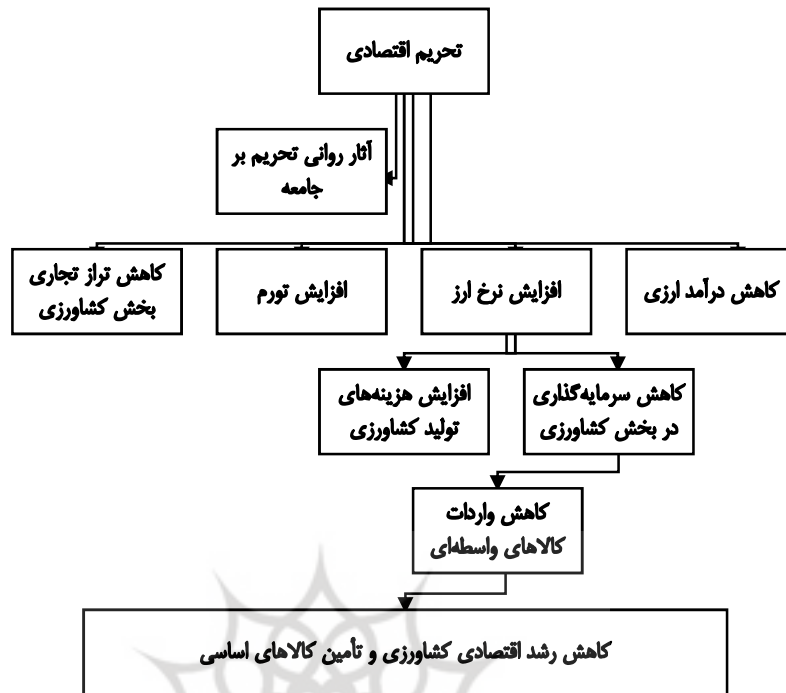 تحریم اقتصادی
آثار روانی تحریم بر
جامعه
کاهش درآمد ارزی
افزایش نرخ ارز
افزایش تورم
کاهش تراز تجاری
بخش کشاورزی
کاهش سرمایه‌گذاری
در بخش کشاورزی
افزایش هزینه‌های
تولید کشاورزی
کاهش واردات
کالاهای واسطه‌ای
کاهش رشد اقتصادی کشاورزی و تأمین کالاهای اساسی